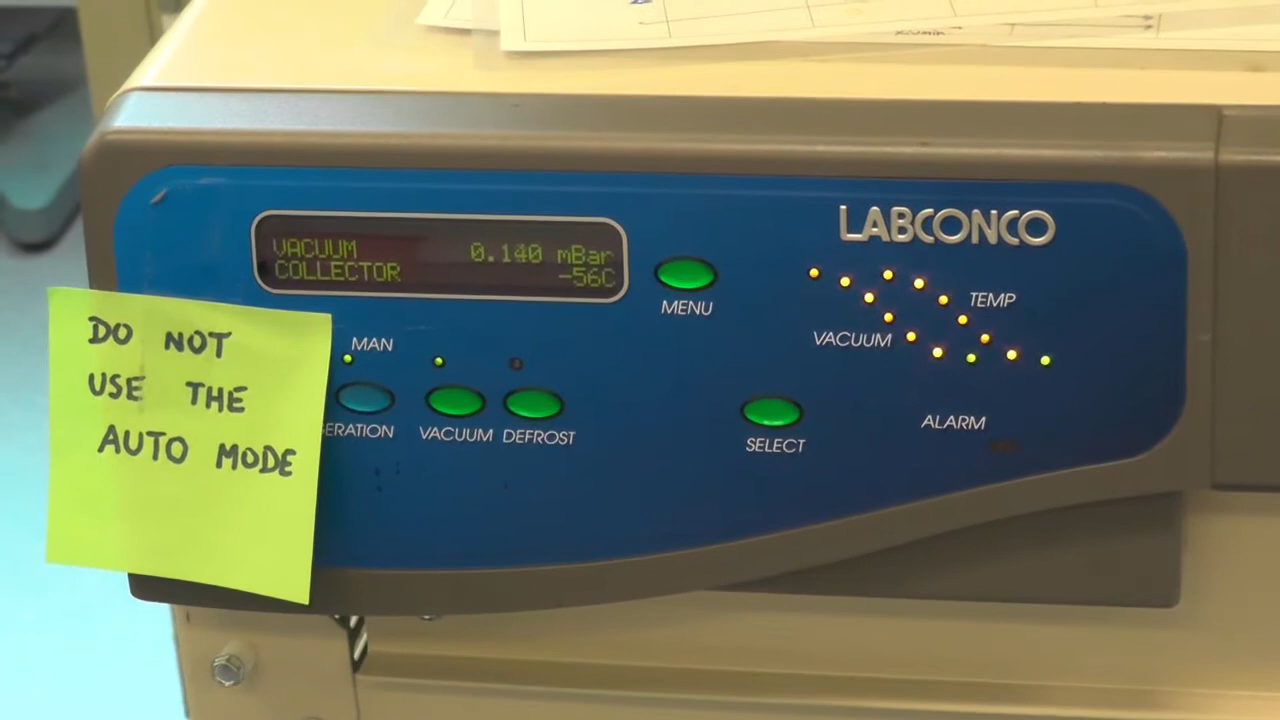 LABCONCO
VACUUM 0.140 mBar
COLLECTOR -56C
MENU
TEMP
VACUUM
DO NOT
USE THE
AUTO MODE
MAN
VACUUM DEFROST
SELECT
ALARM